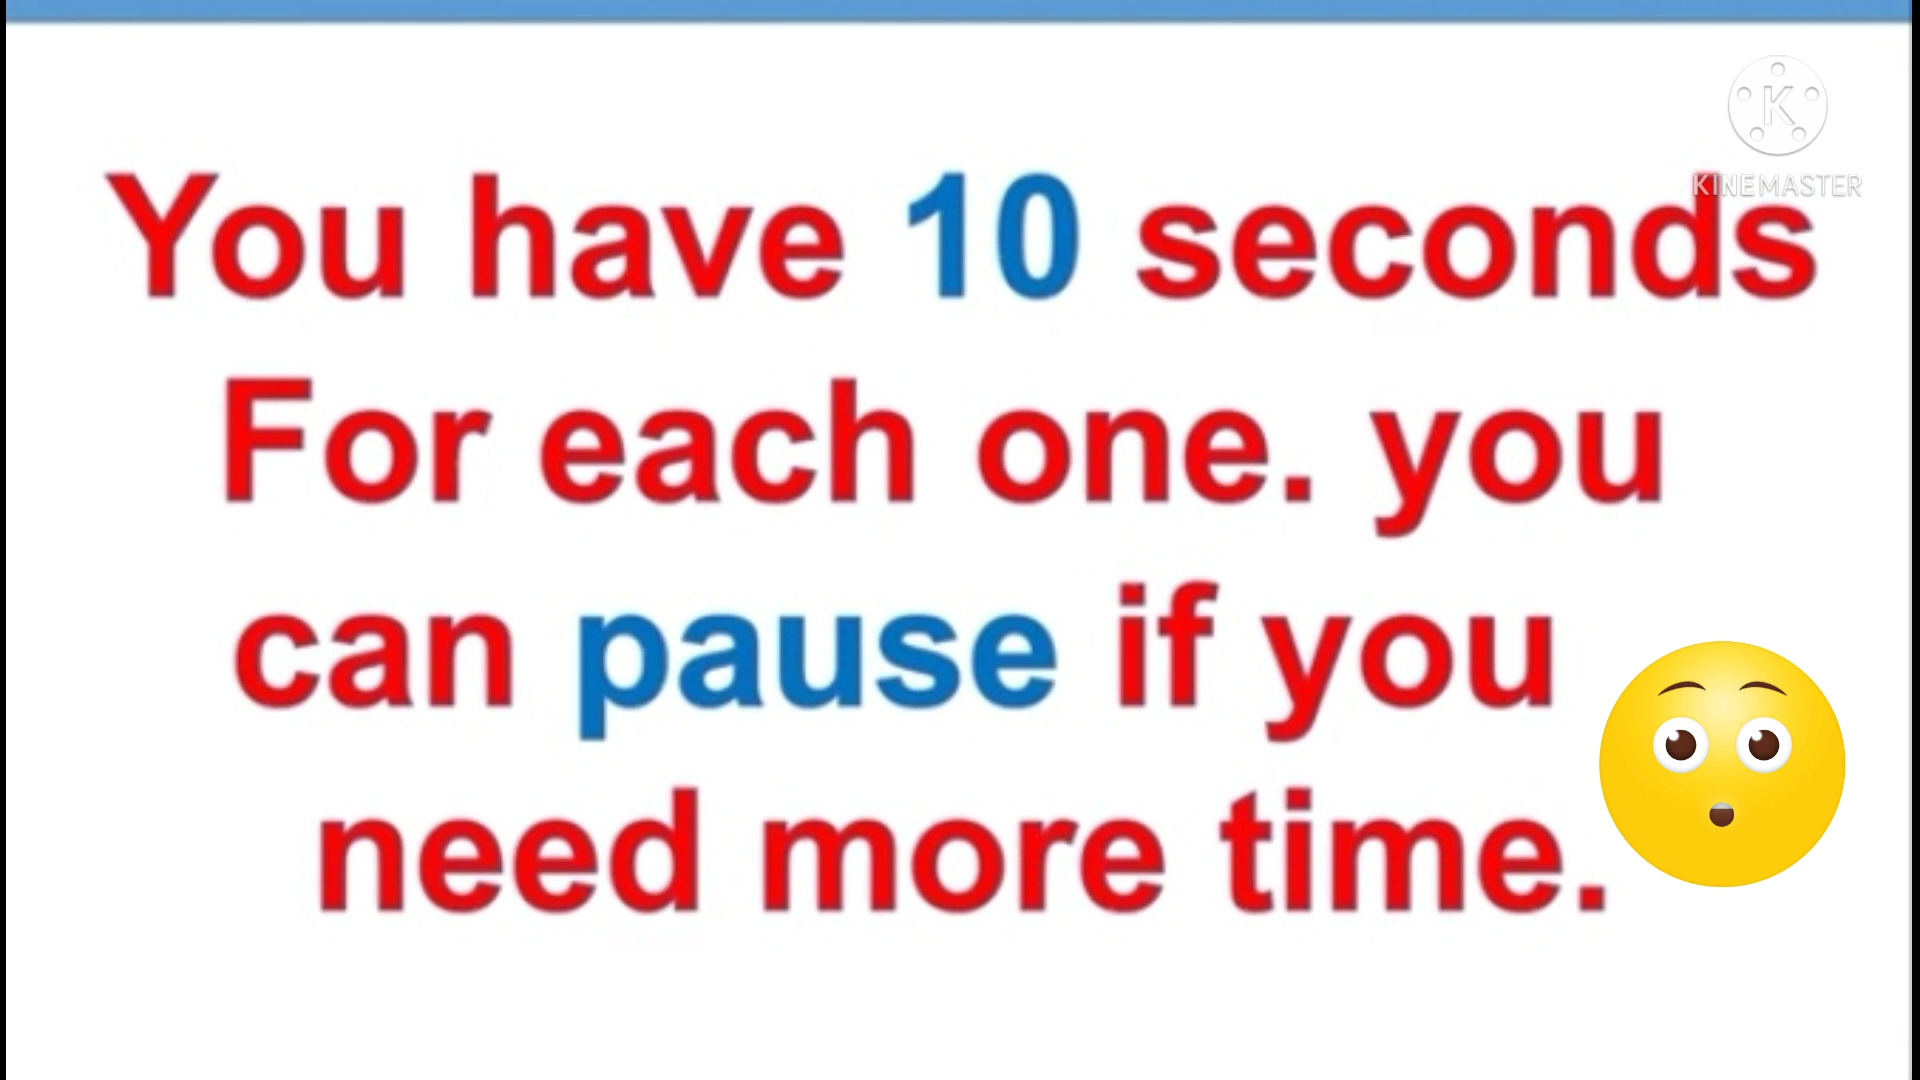 K
KINEMASTER
You have 10 seconds
For each one. you
can pause if you
need more time.